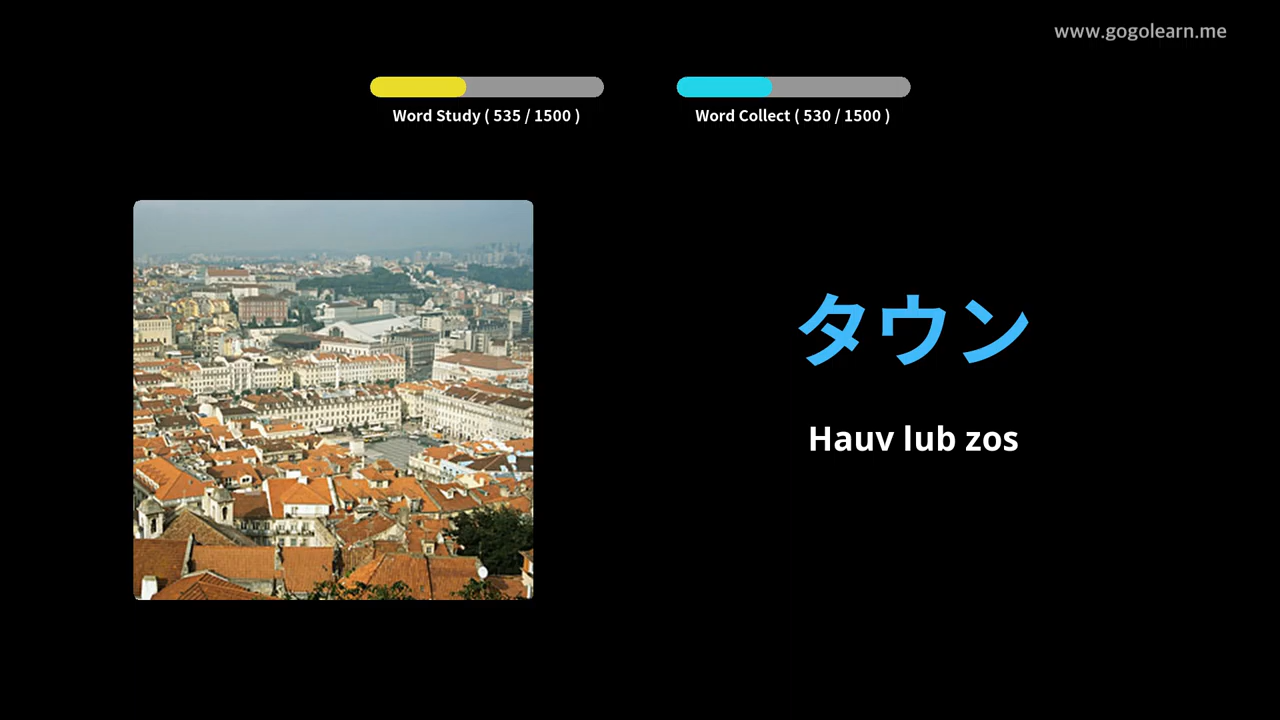 www.gogolearn.me
Word Study ( 535 / 1500 )
Word Collect ( 530 / 1500 )
タウン
Hauv lub zos